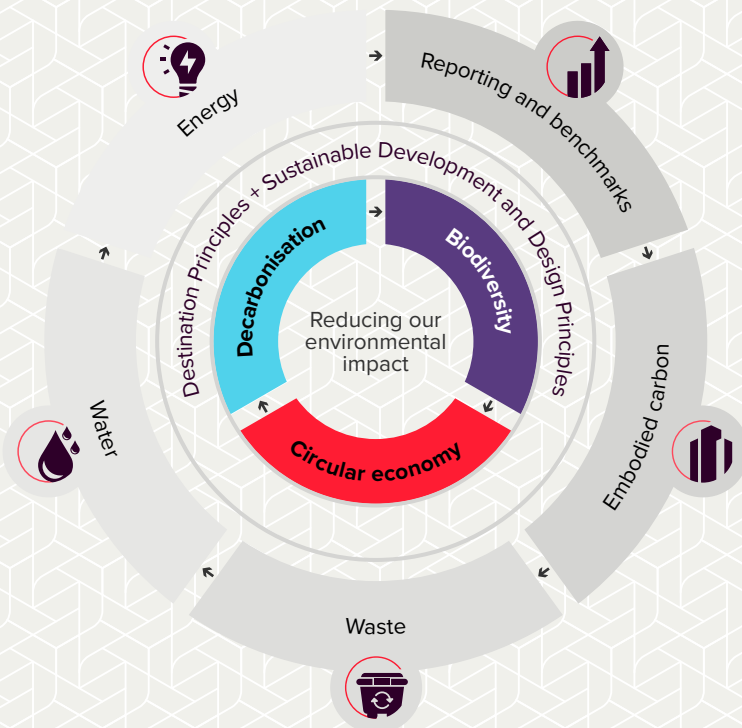 Energy
Reporting and benchmarks
Destination Principles + Sustainable Development and Design Principles
Decarbonisation
Biodiversity
Reducing our
environmental
impact
Circular economy
Water
Embodied carbon
Waste